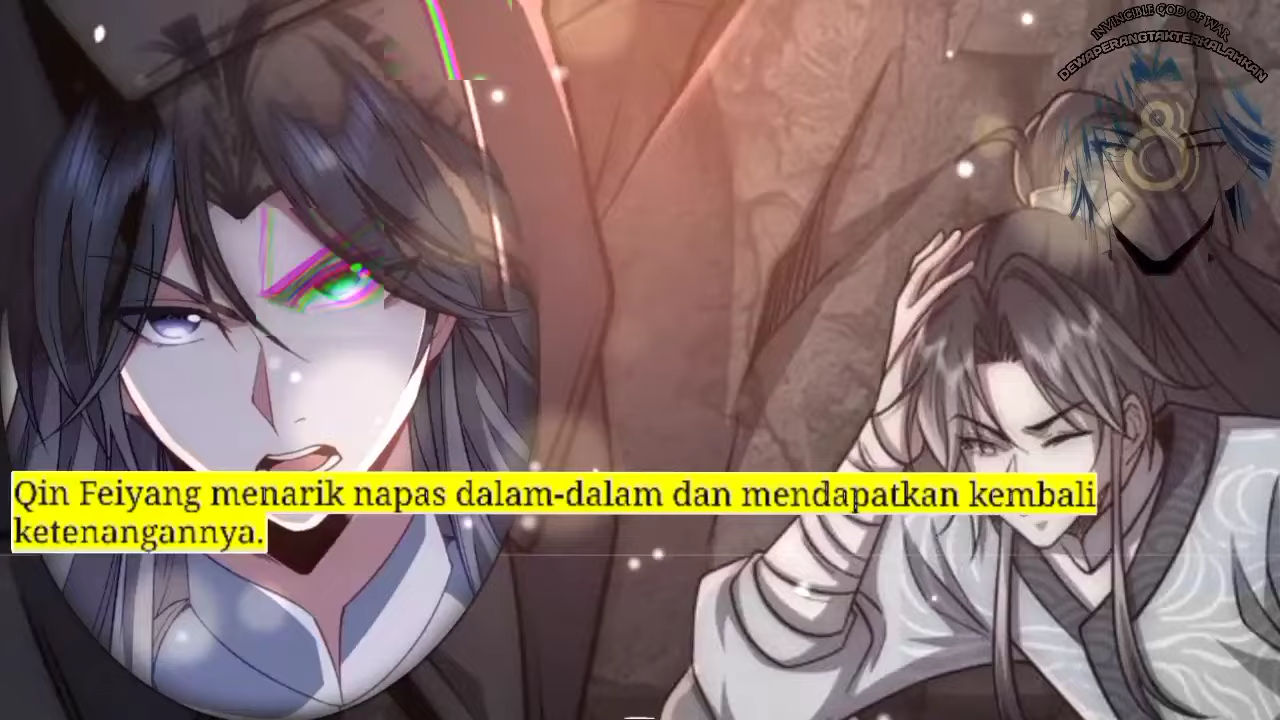 INVINCIBLE GOD OF WAR
DEWAPERANGTAKTERKALAHKAN
Qin Feiyang menarik napas dalam-dalam dan mendapatkan kembali
ketenangannya.